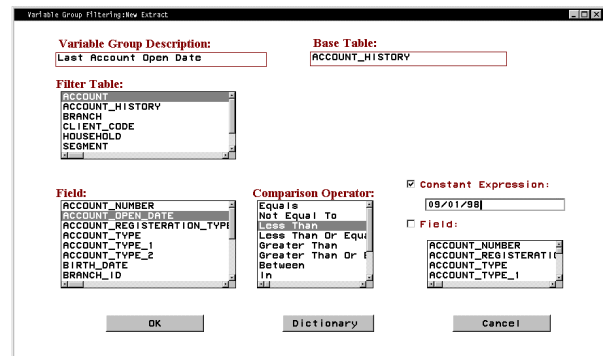 Variable Group Filtering:New Extract
Variable Group Description:
Base Table:
Last Account Open Date
ACCOUNT_HISTORY
Filter Table:
ACCOUNT
ACCOUNT_HISTORY
BRANCH
CLIENT_CODE
HOUSEHOLD
SEGMENT
Field:
ACCOUNT_NUMBER
ACCOUNT_OPEN_DATE
ACCOUNT_REGISTERATION_TYPE
ACCOUNT_TYPE
ACCOUNT_TYPE_1
ACCOUNT_TYPE_2
BIRTH_DATE
BRANCH_ID
Comparison Operator:
Equals
Not Equal To
Less Than
Less Than Or Equa
Greater Than
Greater Than Or E
Between
In
Constant Expression:
09/01/98
Field:
ACCOUNT_NUMBER
ACCOUNT_REGISTERATIO
ACCOUNT_TYPE
ACCOUNT_TYPE_1
OK
Dictionary
Cancel